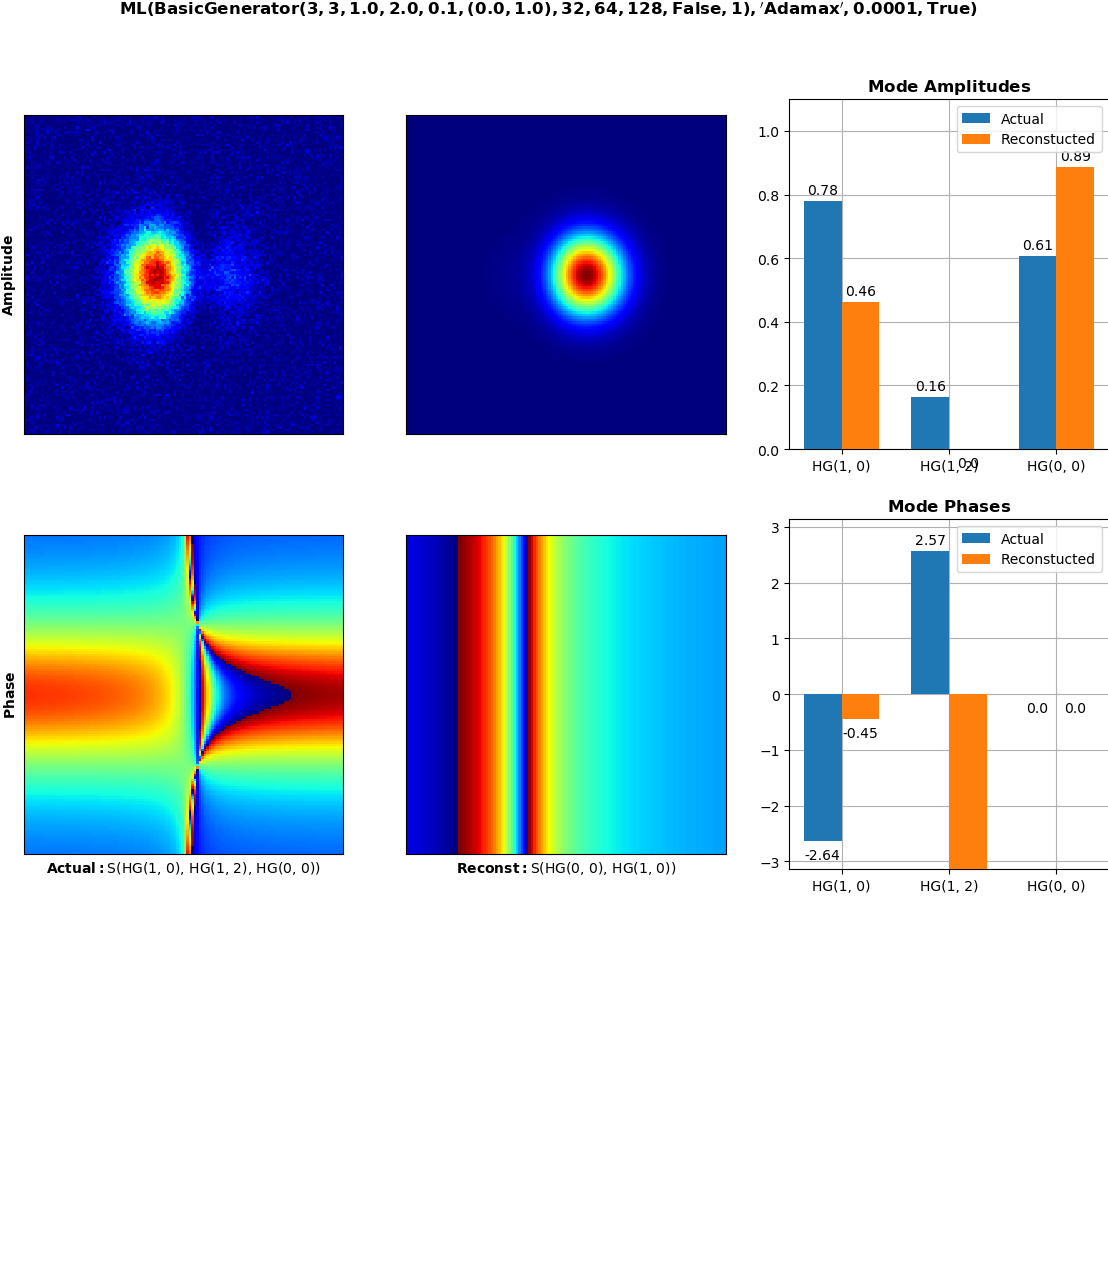 ML(BasicGenerator(3, 3, 1.0, 2.0, 0.1, (0.0, 1.0), 32, 64, 128, False, 1), 'Adamax', 0.0001, True)
Amplitude
Mode Amplitudes
Actual
Reconstucted
1.0
0.8
0.6
0.4
0.2
0.0
0.78
0.46
0.16
0.0
0.61
0.89
HG(1, 0)
HG(1, 2)
HG(0, 0)
Phase
Actual: S(HG(1, 0), HG(1, 2), HG(0, 0))
Reconst: S(HG(0, 0), HG(1, 0))
Mode Phases
Actual
Reconstucted
3
2
1
0
−1
−2
−3
-2.64
-0.45
2.57
0.0
0.0
HG(1, 0)
HG(1, 2)
HG(0, 0)